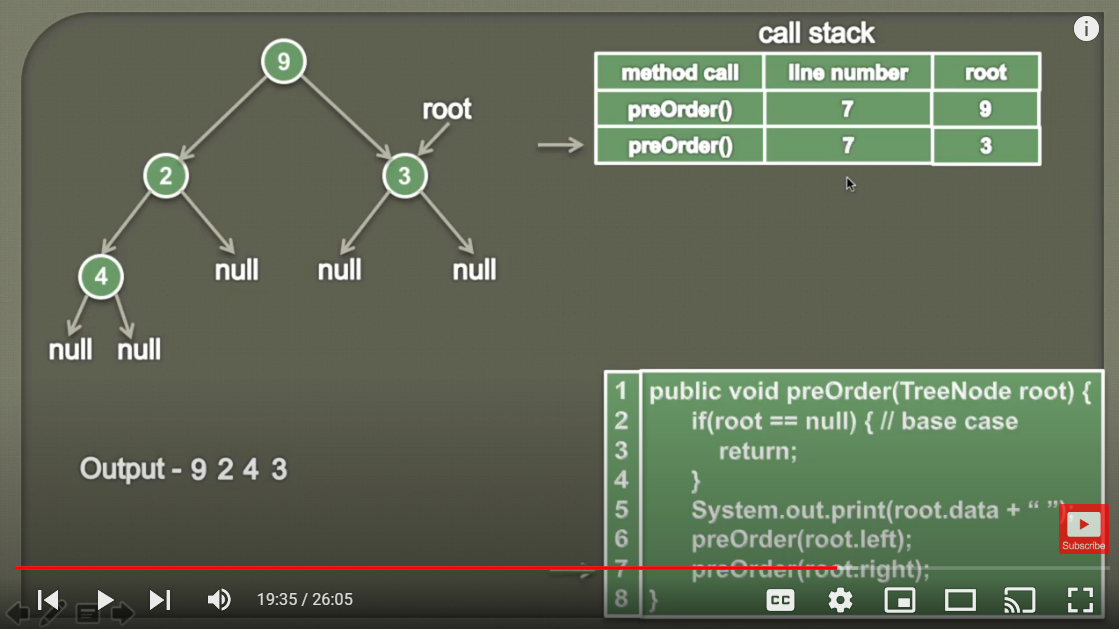 call stack
method call line number root
preOrder() 7 9
preOrder() 7 3
9
root
2 3
4 null null null
null null
Output - 9 2 4 3
1 public void preOrder(TreeNode root) {
2 if(root == null) { // base case
3 return;
4 }
5 System.out.print(root.data + “ ”);
6 preOrder(root.left);
7 preOrder(root.right);
8 }
Subscribe
19:35 / 26:05
CC
i